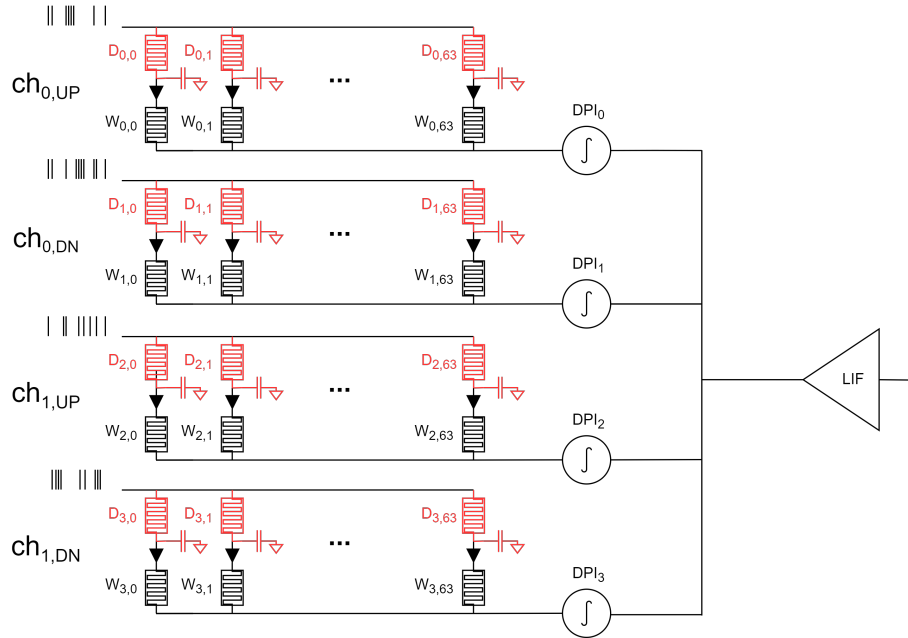 D0,0 D0,1 ... D0,63
ch0,UP
W0,0 W0,1 W0,63 DPI0
D1,0 D1,1 ... D1,63
ch0,DN
W1,0 W1,1 W1,63 DPI1
D2,0 D2,1 ... D2,63
LIF
ch1,UP
W2,0 W2,1 W2,63 DPI2
D3,0 D3,1 ... D3,63
ch1,DN
W3,0 W3,1 W3,63 DPI3